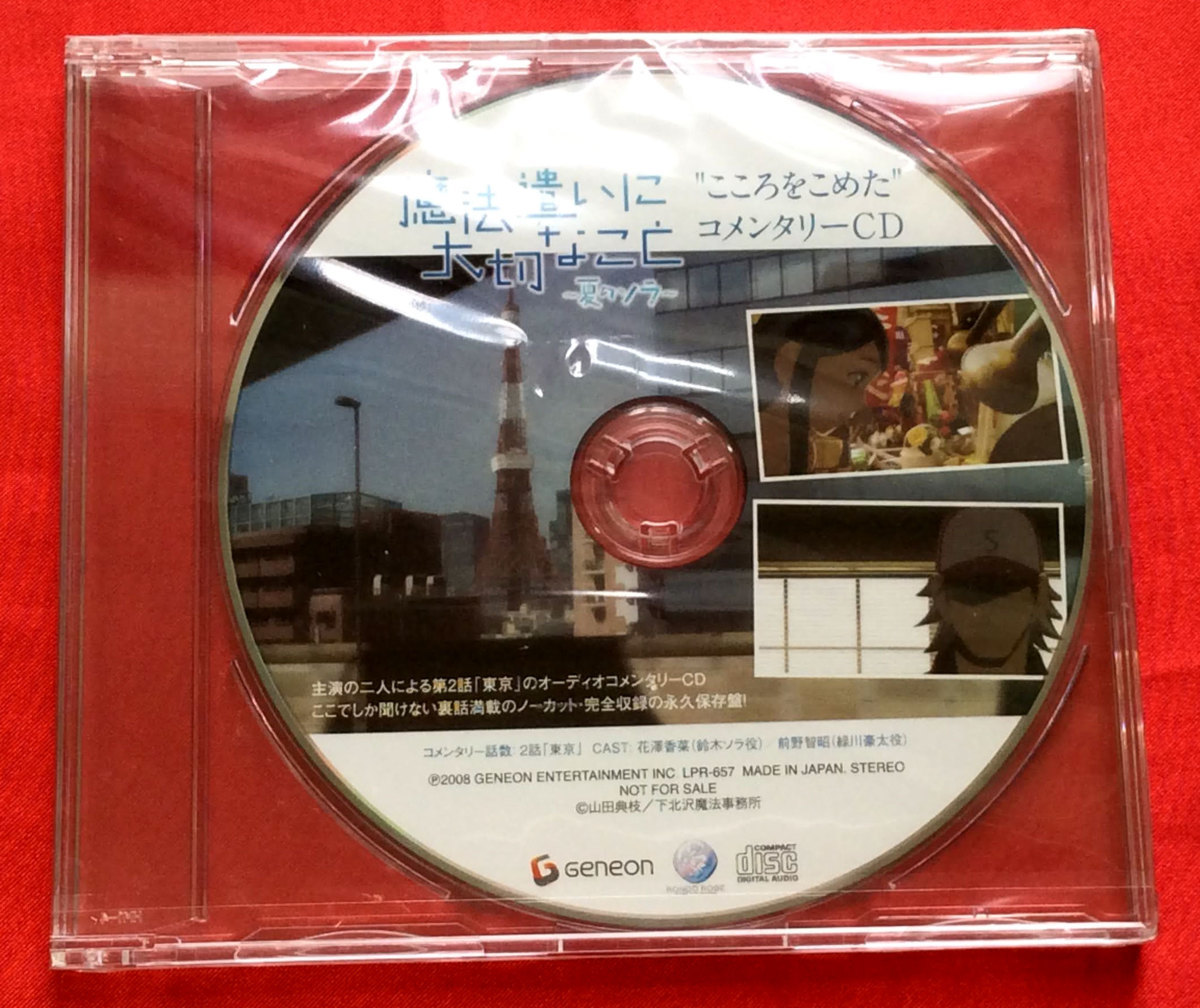 魔法遣いに
大切なこと
~夏のソラ~
"こころをこめた"
コメンタリーCD
S
主演の二人による第2話「東京」のオーディオコメンタリーCD
ここでしか聞けない裏話満載のノーカット・完全収録の永久保存盤!
コメンタリー話数: 2話「東京」 CAST: 花澤香菜(鈴木ソラ役) / 前野智昭(緑川豪太役)
Ⓟ2008 GENEON ENTERTAINMENT INC LPR-657 MADE IN JAPAN. STEREO
NOT FOR SALE
©山田典枝/下北沢魔法事務所
GENEON
COMPACT
disc
DIGITAL AUDIO